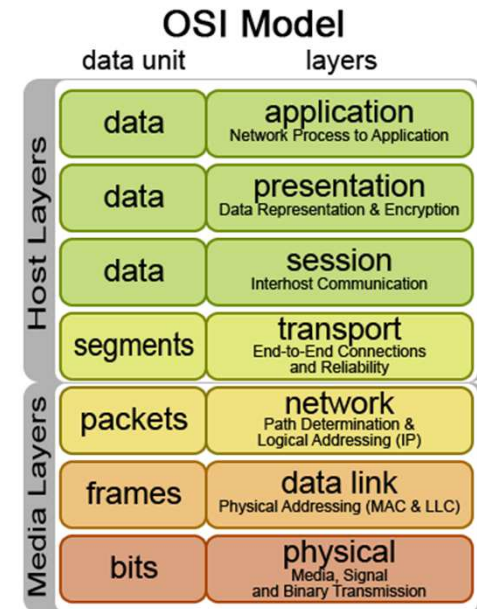 OSI Model
data unit layers
Host Layers
data application
Network Process to Application
data presentation
Data Representation & Encryption
data session
Interhost Communication
segments transport
End-to-End Connections
and Reliability
Media Layers
packets network
Path Determination &
Logical Addressing (IP)
frames data link
Physical Addressing (MAC & LLC)
bits physical
Media, Signal
and Binary Transmission